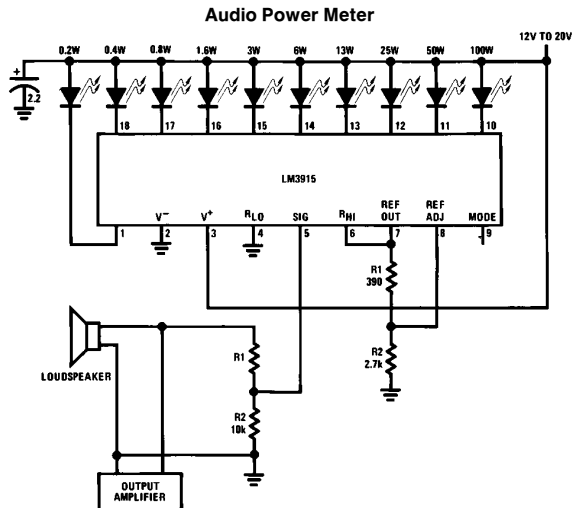 Audio Power Meter
12V TO 20V
0.2W 0.4W 0.8W 1.6W 3W 6W 13W 25W 50W 100W
+
2.2
18 17 16 15 14 13 12 11 10
LM3915
V⁻ V⁺ RLO SIG RHI REF OUT REF ADJ MODE
1 2 3 4 5 6 7 8 9
R1
390
R2
2.7k
LOUDSPEAKER
R1
R2
10k
OUTPUT
AMPLIFIER